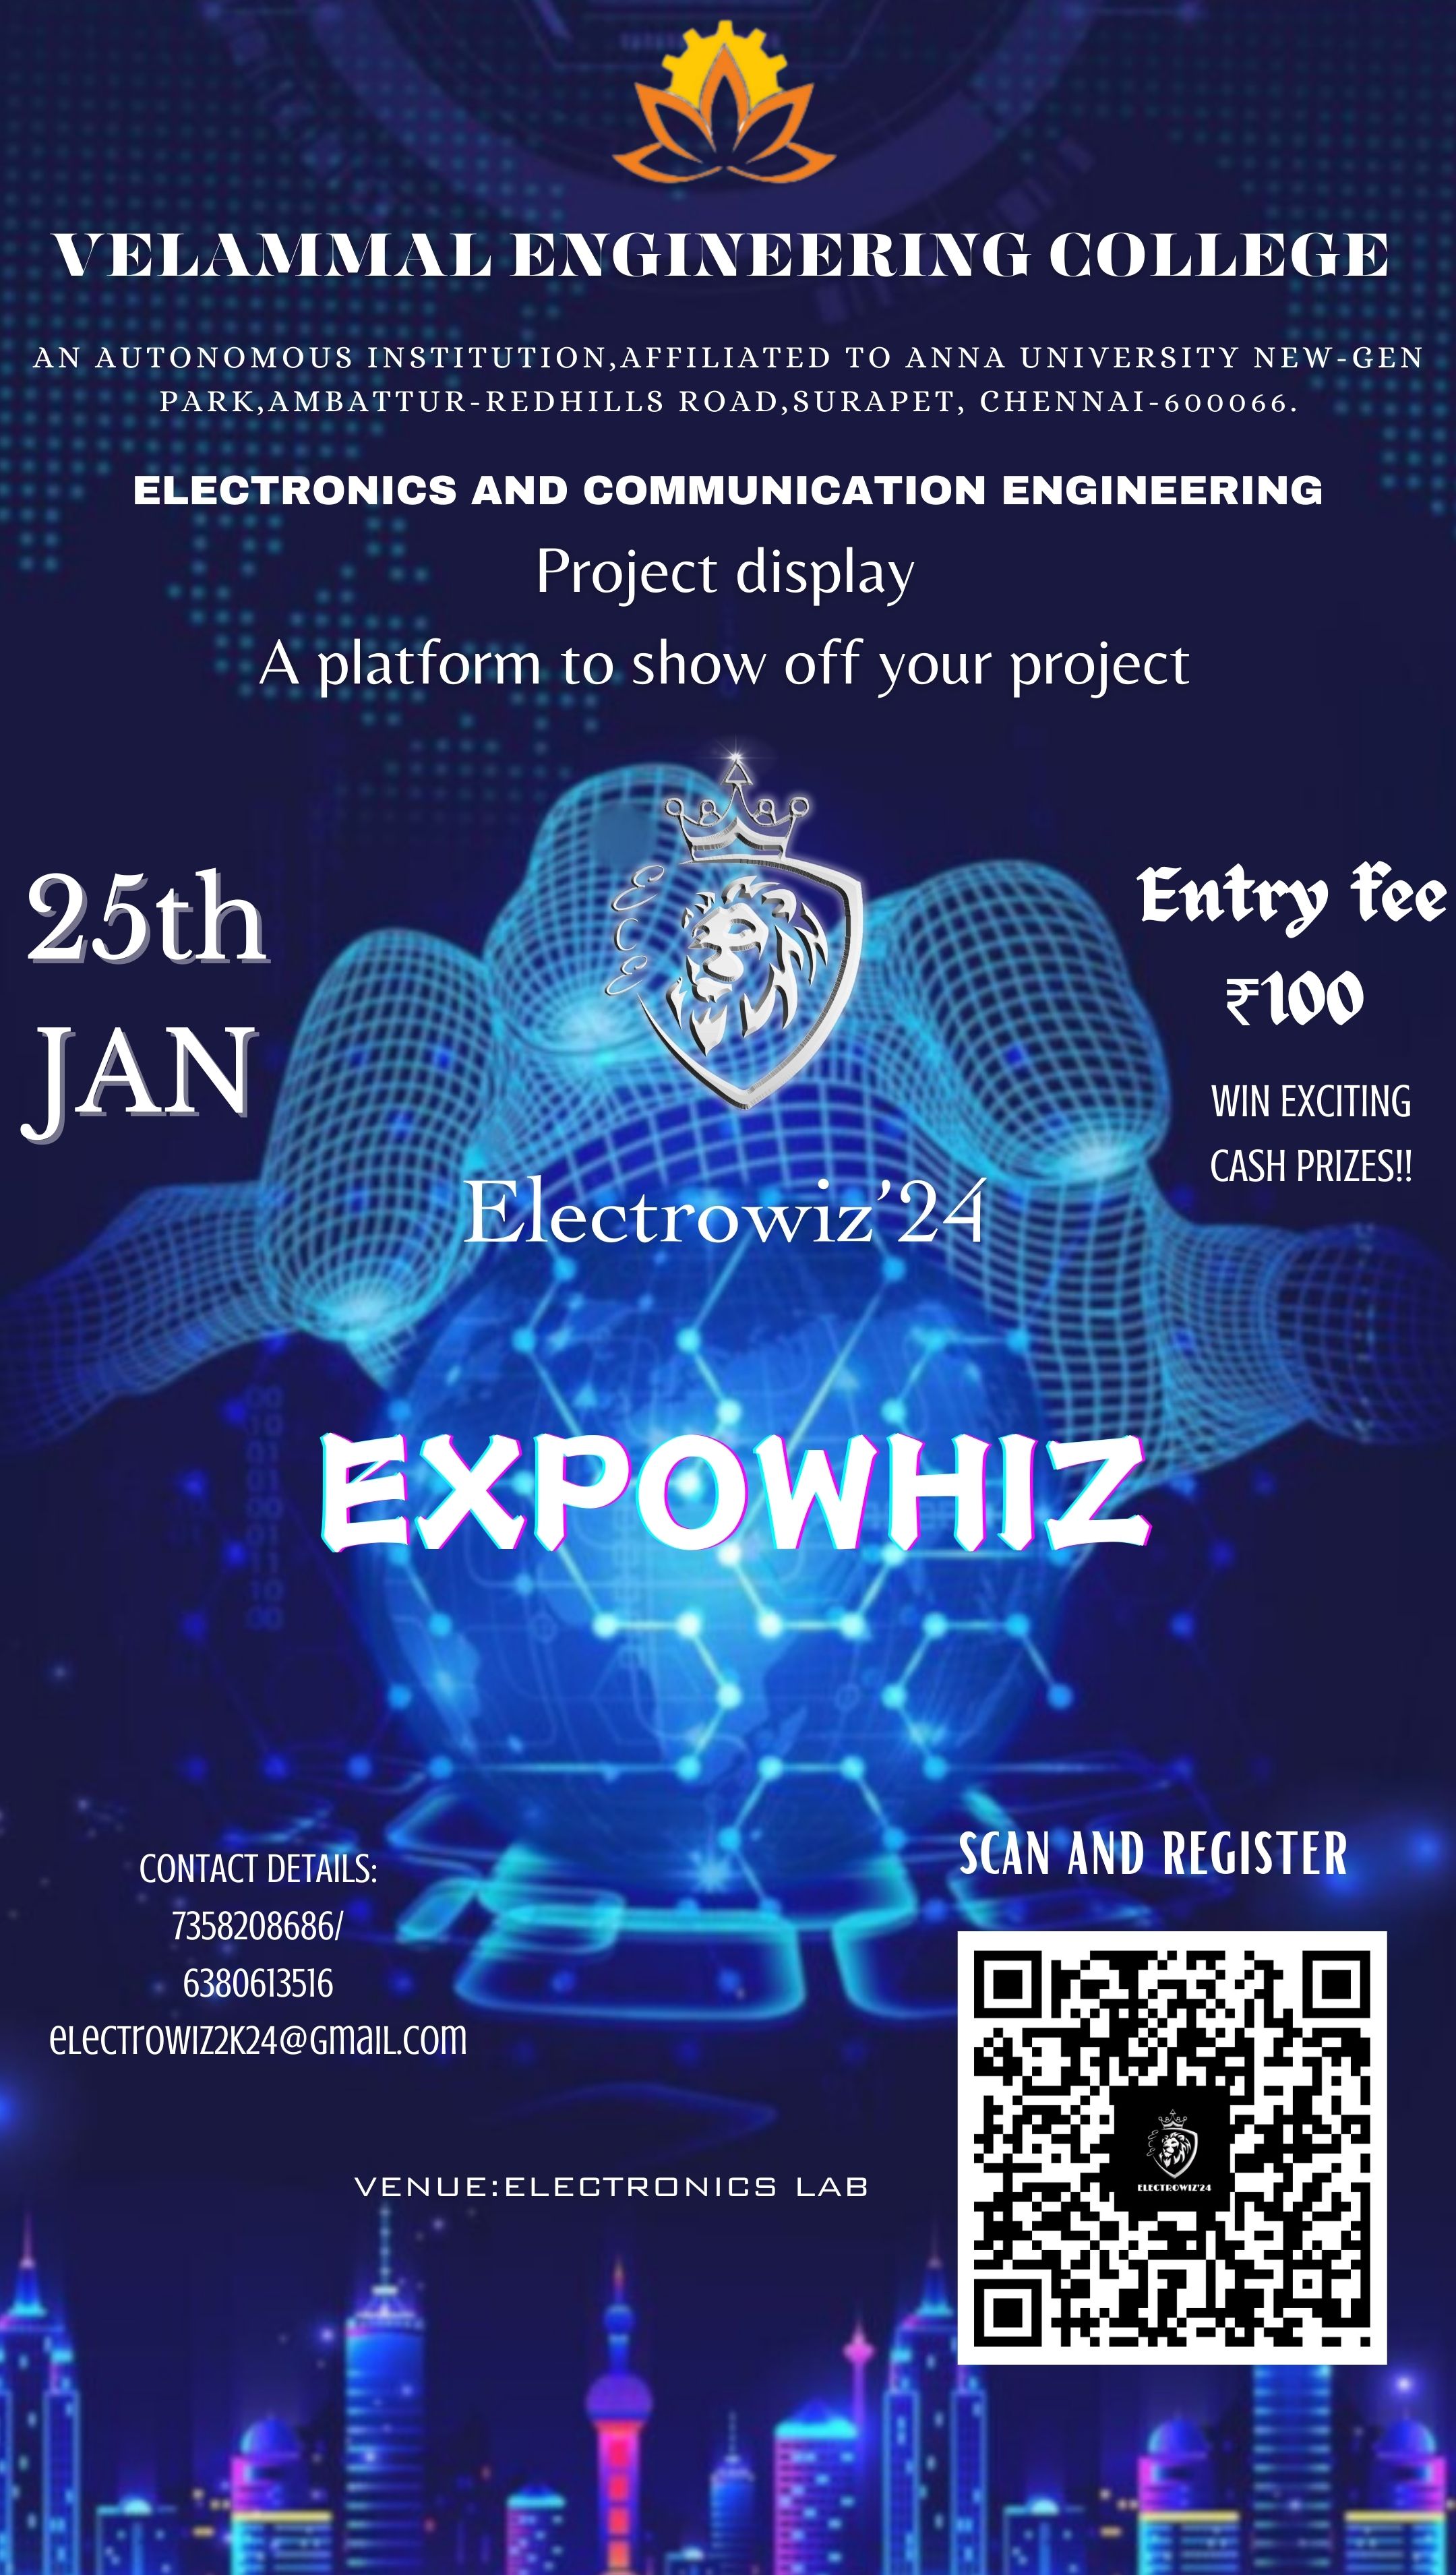 VELAMMAL ENGINEERING COLLEGE
AN AUTONOMOUS INSTITUTION,AFFILIATED TO ANNA UNIVERSITY NEW-GEN
PARK,AMBATTUR-REDHILLS ROAD,SURAPET, CHENNAI-600066.
ELECTRONICS AND COMMUNICATION ENGINEERING
Project display
A platform to show off your project
25th
JAN
ECE
Entry fee
₹100
WIN EXCITING
CASH PRIZES!!
Electrowiz'24
EXPOWHIZ
CONTACT DETAILS:
7358208686/
6380613516
electrowiz2k24@gmail.com
SCAN AND REGISTER
ELECTROWIZ'24
VENUE:ELECTRONICS LAB